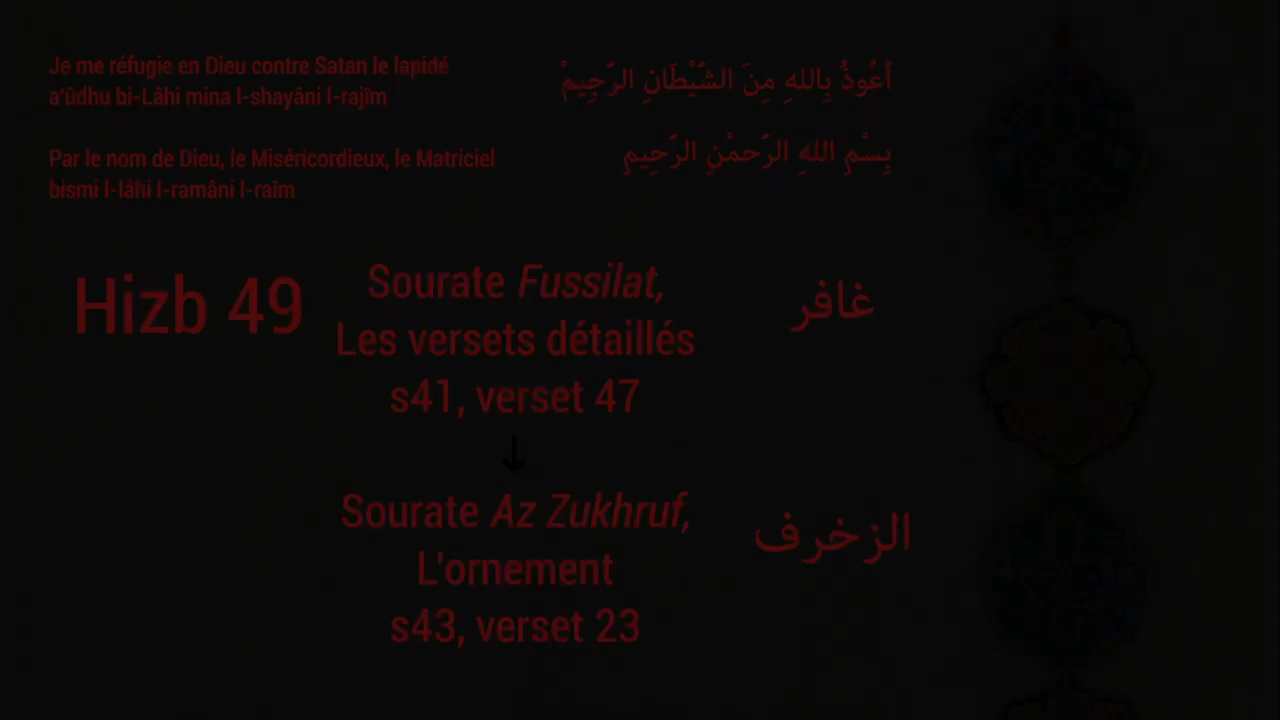 Je me réfugie en Dieu contre Satan le lapidé
a'ûdhu bi-Lâhi mina l-shayâni l-rajîm
أَعُوذُ بِاللهِ مِنَ الشَّيْطَانِ الرَّجِيمْ
Par le nom de Dieu, le Miséricordieux, le Matriciel
bismi l-lâhi l-ramâni l-raîm
بِسْمِ اللهِ الرَّحمْنِ الرَّحِيمِ
Hizb 49
Sourate Fussilat,
Les versets détaillés
s41, verset 47
غافر
↓
Sourate Az Zukhruf,
L'ornement
s43, verset 23
الزخرف